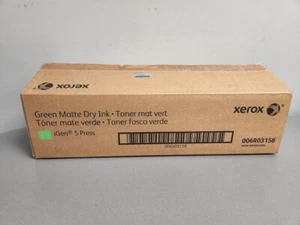 xerox
Green Matte Dry Ink • Toner mat vert
Tóner mate verde • Toner fosco verde
iGen® 5 Press
xerox
006R03158
006R03158